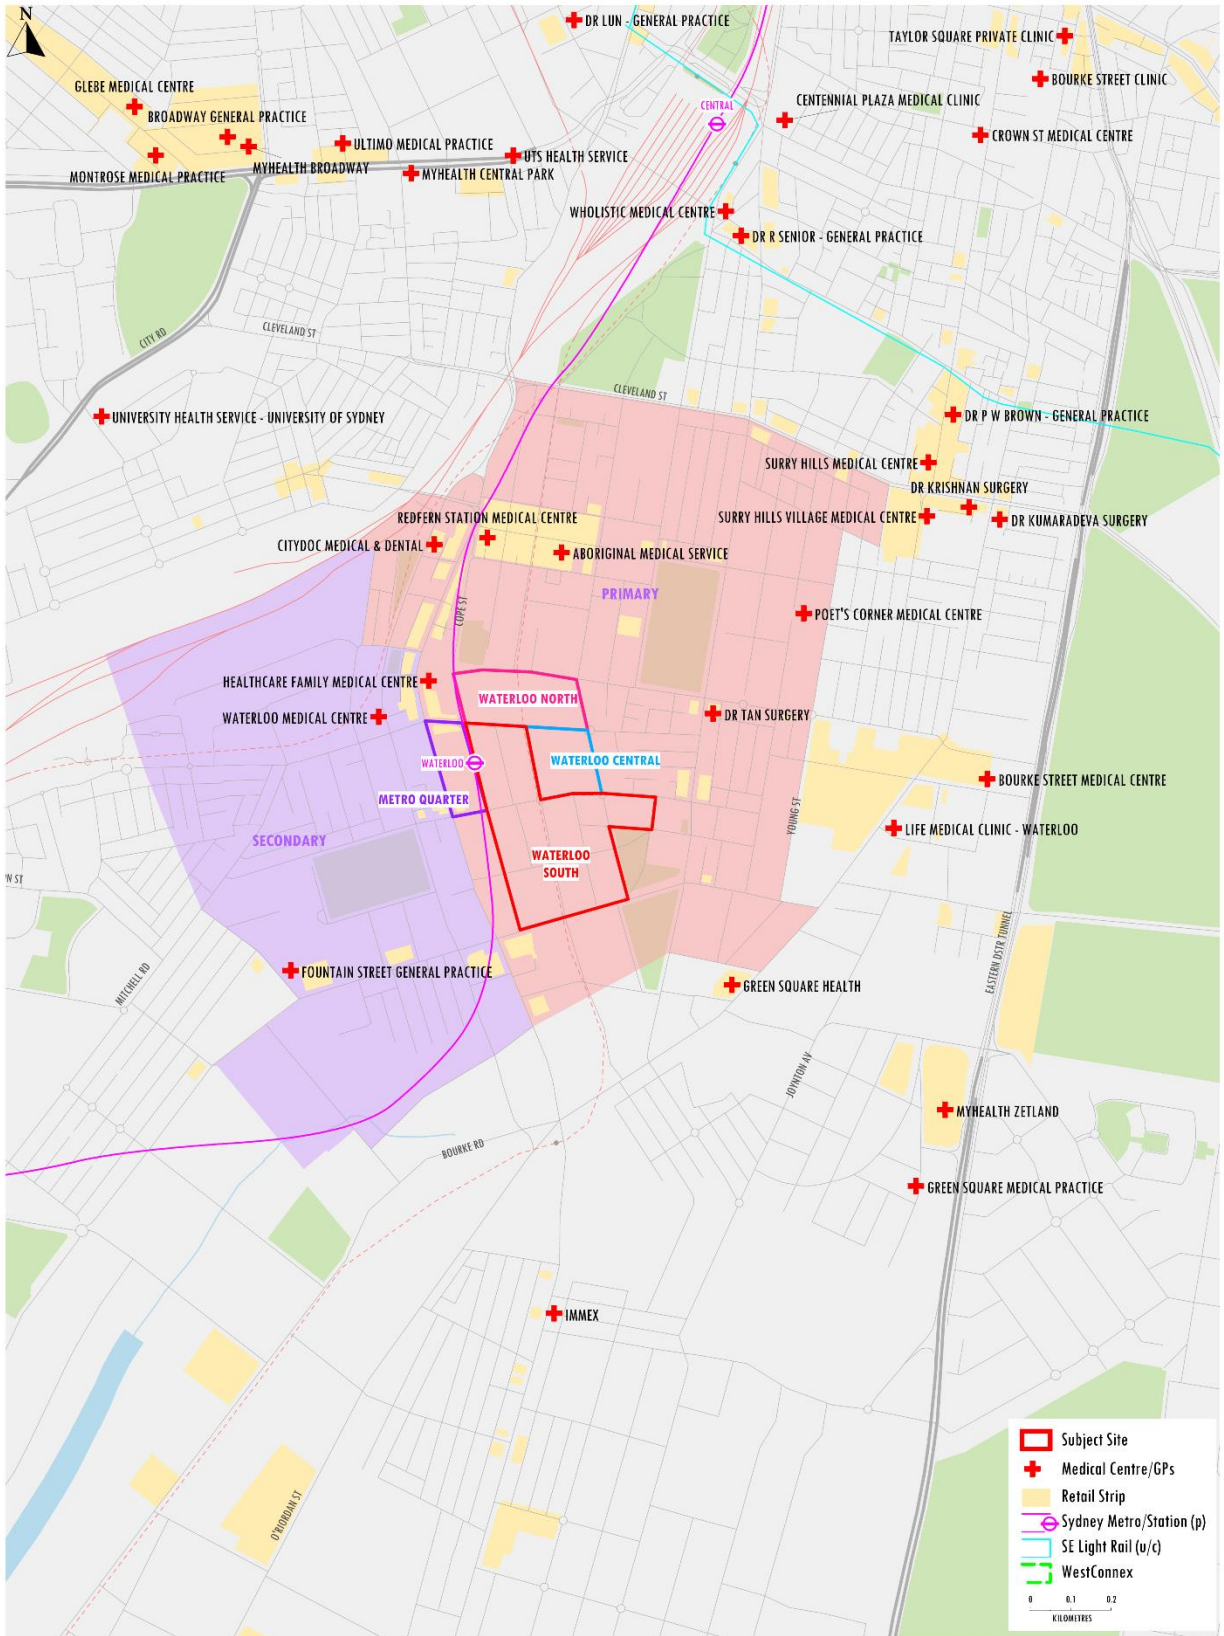 N
DR LUN - GENERAL PRACTICE
TAYLOR SQUARE PRIVATE CLINIC
BOURKE STREET CLINIC
GLEBE MEDICAL CENTRE
CENTRAL
CENTENNIAL PLAZA MEDICAL CLINIC
BROADWAY GENERAL PRACTICE
CROWN ST MEDICAL CENTRE
ULTIMO MEDICAL PRACTICE
UTS HEALTH SERVICE
MYHEALTH BROADWAY
MYHEALTH CENTRAL PARK
MONTROSE MEDICAL PRACTICE
WHOLISTIC MEDICAL CENTRE
DR R SENIOR - GENERAL PRACTICE
CITY RD
CLEVELAND ST
CLEVELAND ST
UNIVERSITY HEALTH SERVICE - UNIVERSITY OF SYDNEY
DR P W BROWN - GENERAL PRACTICE
SURRY HILLS MEDICAL CENTRE
DR KRISHNAN SURGERY
REDFERN STATION MEDICAL CENTRE
SURRY HILLS VILLAGE MEDICAL CENTRE
DR KUMARADEVA SURGERY
CITYDOC MEDICAL & DENTAL
ABORIGINAL MEDICAL SERVICE
PRIMARY
COPE ST
POET'S CORNER MEDICAL CENTRE
HEALTHCARE FAMILY MEDICAL CENTRE
WATERLOO NORTH
WATERLOO MEDICAL CENTRE
DR TAN SURGERY
WATERLOO
WATERLOO CENTRAL
BOURKE STREET MEDICAL CENTRE
METRO QUARTER
YOUNG ST
LIFE MEDICAL CLINIC - WATERLOO
SECONDARY
WATERLOO
SOUTH
N ST
EASTERN DSTR TUNNEL
MITCHELL RD
FOUNTAIN STREET GENERAL PRACTICE
GREEN SQUARE HEALTH
JOYNTON AV
MYHEALTH ZETLAND
BOURKE RD
GREEN SQUARE MEDICAL PRACTICE
IMMEX
O'RIORDAN ST
Subject Site
Medical Centre/GPs
Retail Strip
Sydney Metro/Station (p)
SE Light Rail (u/c)
WestConnex
0 0.1 0.2
KILOMETRES